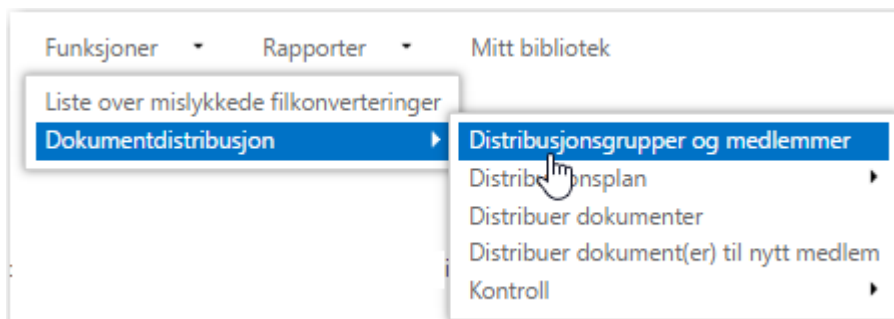 Funksjoner Rapporter Mitt bibliotek
Liste over mislykkede filkonverteringer
Dokumentdistribusjon
Distribusjonsgrupper og medlemmer
Distribuer dokumenter
Distribuer dokument(er) til nytt medlem
Kontroll